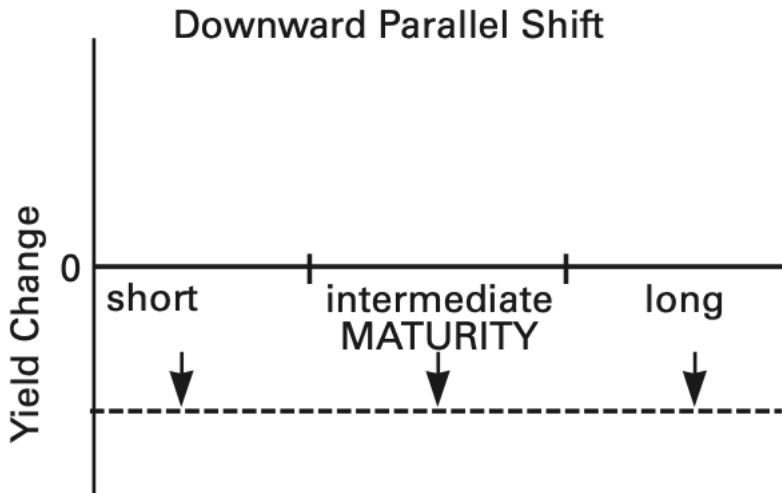 Downward Parallel Shift
Yield Change
0
short intermediate long
MATURITY